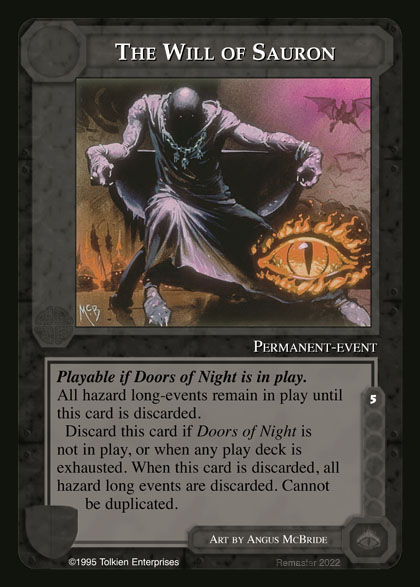 The Will of Sauron
McB
Permanent-event
Playable if Doors of Night is in play.
All hazard long-events remain in play until
this card is discarded.
Discard this card if Doors of Night is
not in play, or when any play deck is
exhausted. When this card is discarded, all
hazard long events are discarded. Cannot
be duplicated.
5
Art by Angus McBride
©1995 Tolkien Enterprises
Remaster 2022